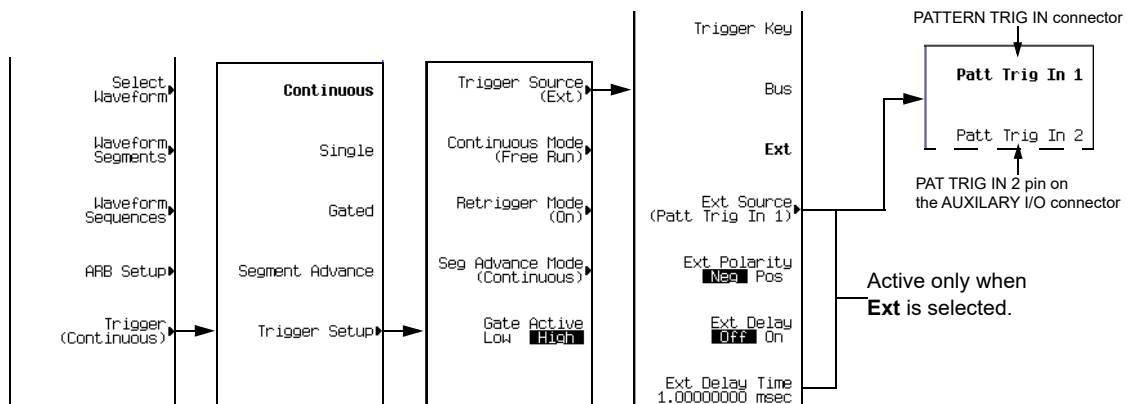 Select
Waveform
Waveform
Segments
Waveform
Sequences
ARB Setup
Trigger
(Continuous)
Continuous
Single
Gated
Segment Advance
Trigger Setup
Trigger Source
(Ext)
Continuous Mode
(Free Run)
Retrigger Mode
(On)
Seg Advance Mode
(Continuous)
Gate Active
Low High
Trigger Key
Bus
Ext
Ext Source
(Patt Trig In 1)
Ext Polarity
Neg Pos
Ext Delay
Off On
Ext Delay Time
1.00000000 msec
PATTERN TRIG IN connector
Patt Trig In 1
Patt Trig In 2
PAT TRIG IN 2 pin on
the AUXILARY I/O connector
Active only when
Ext is selected.